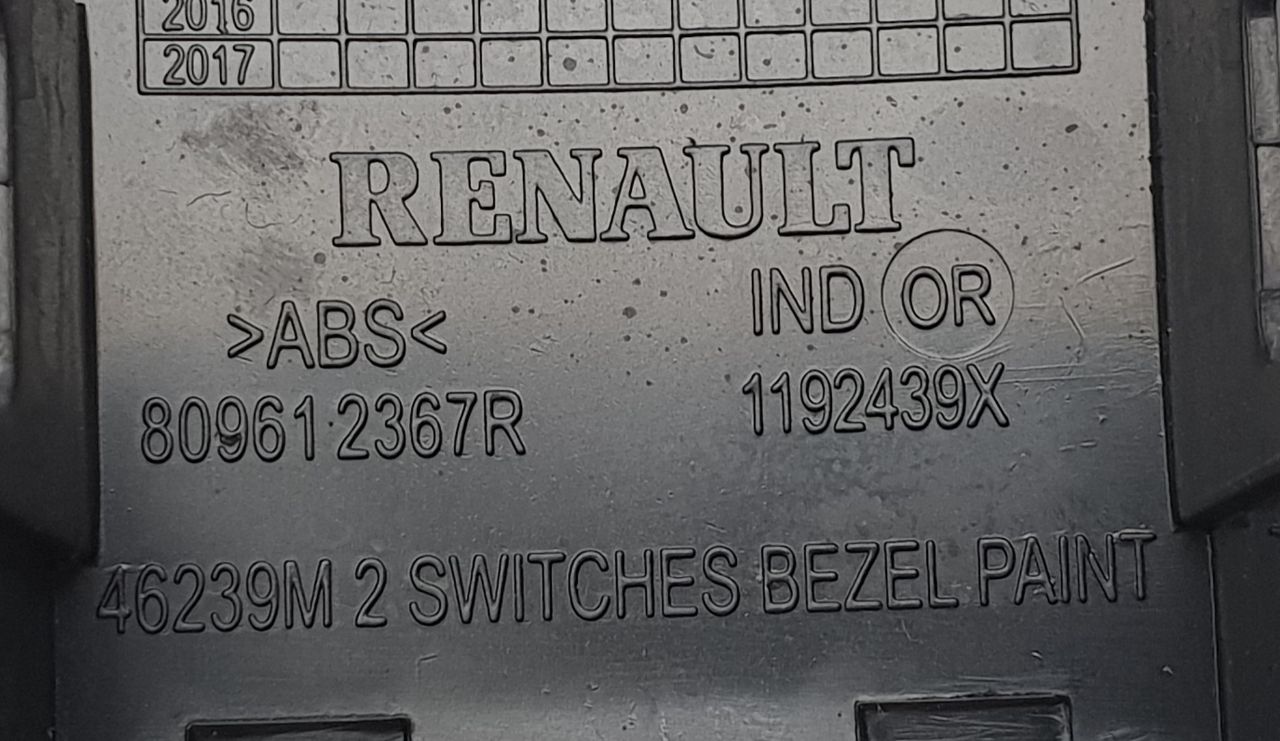 2016
2017
RENAULT
>ABS<
IND OR
809612367R
1192439X
46239M 2 SWITCHES BEZEL PAINT